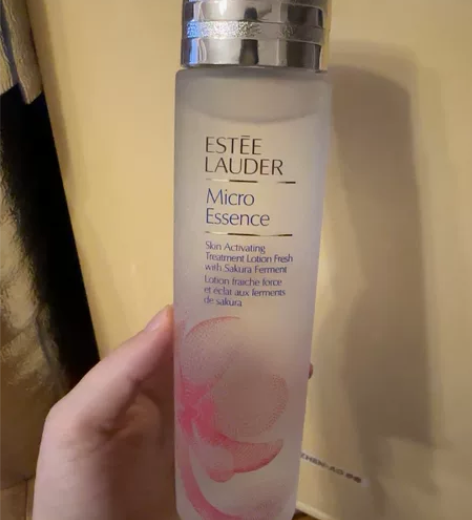 ESTĒE
LAUDER
Micro
Essence
Skin Activating
Treatment Lotion Fresh
with Sakura Ferment
Lotion fraîche force
et éclat aux ferments
de sakura